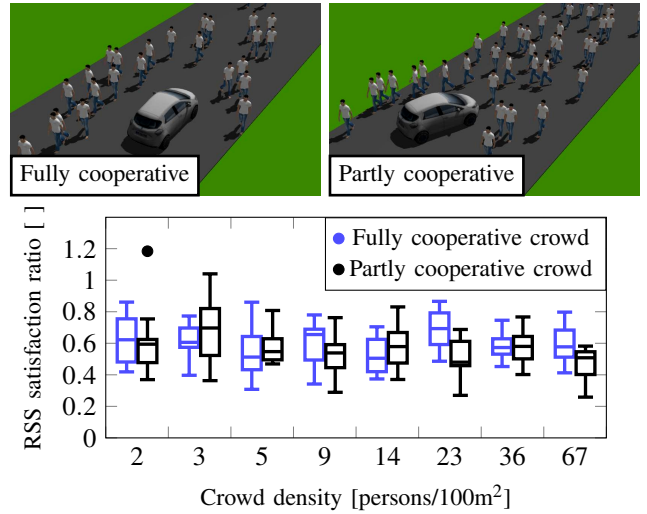 Fully cooperative
Partly cooperative
RSS satisfaction ratio [ ]
1.2
1
0.8
0.6
0.4
0.2
0
Fully cooperative crowd
Partly cooperative crowd
2 3 5 9 14 23 36 67
Crowd density [persons/100m²]